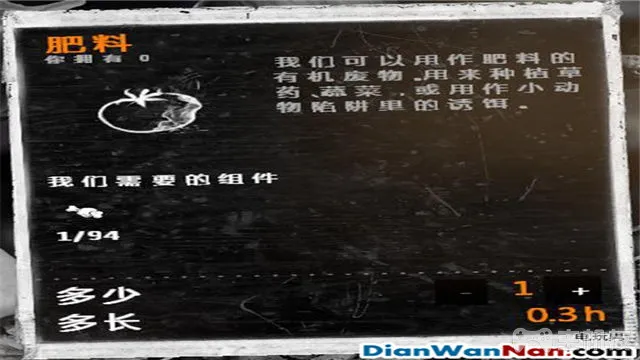 肥料
你拥有 0
我们可以用作肥料的
有机废物.用来种植草
药、蔬菜,或用作小动
物陷阱里的诱饵。
我们需要的组件
1/94
多少
- 1 +
多长
0.3h
DianWanNan.com